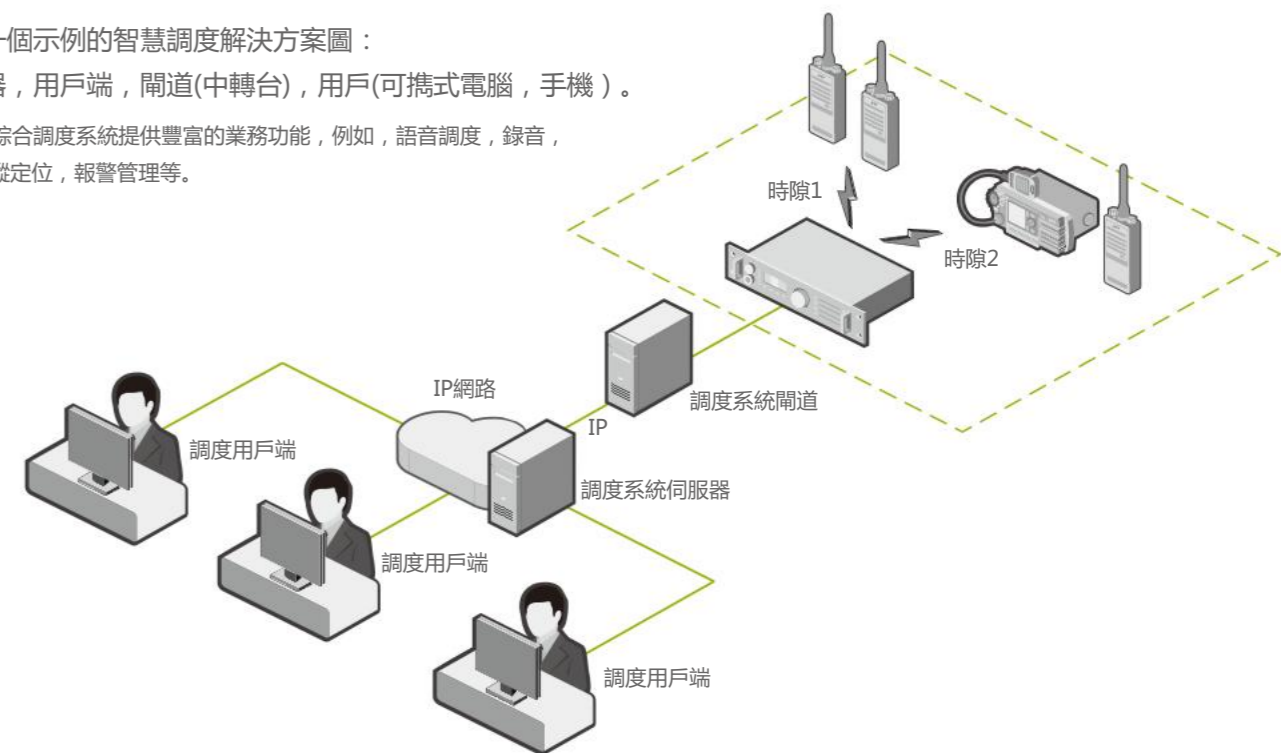 個示例的智慧調度解決方案圖：
，用戶端，閘道(中轉台)，用戶(可攜式電腦，手機）。
綜合調度系統提供豐富的業務功能，例如，語音調度，錄音，
定位，報警管理等。
時隙1
時隙2
IP網路
調度系統閘道
IP
調度用戶端
調度系統伺服器
調度用戶端
調度用戶端